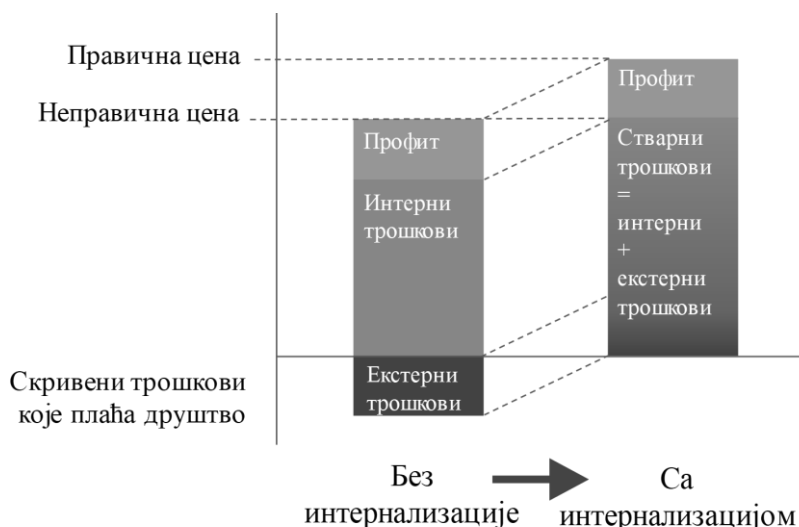 Правична цена
Неправична цена
Профит
Интерни
трошкови
Екстерни
трошкови
Профит
Стварни
трошкови
=
интерни
+
екстерни
трошкови
Скривени трошкови
које плаћа друштво
Без
интернализације
Са
интернализацијом